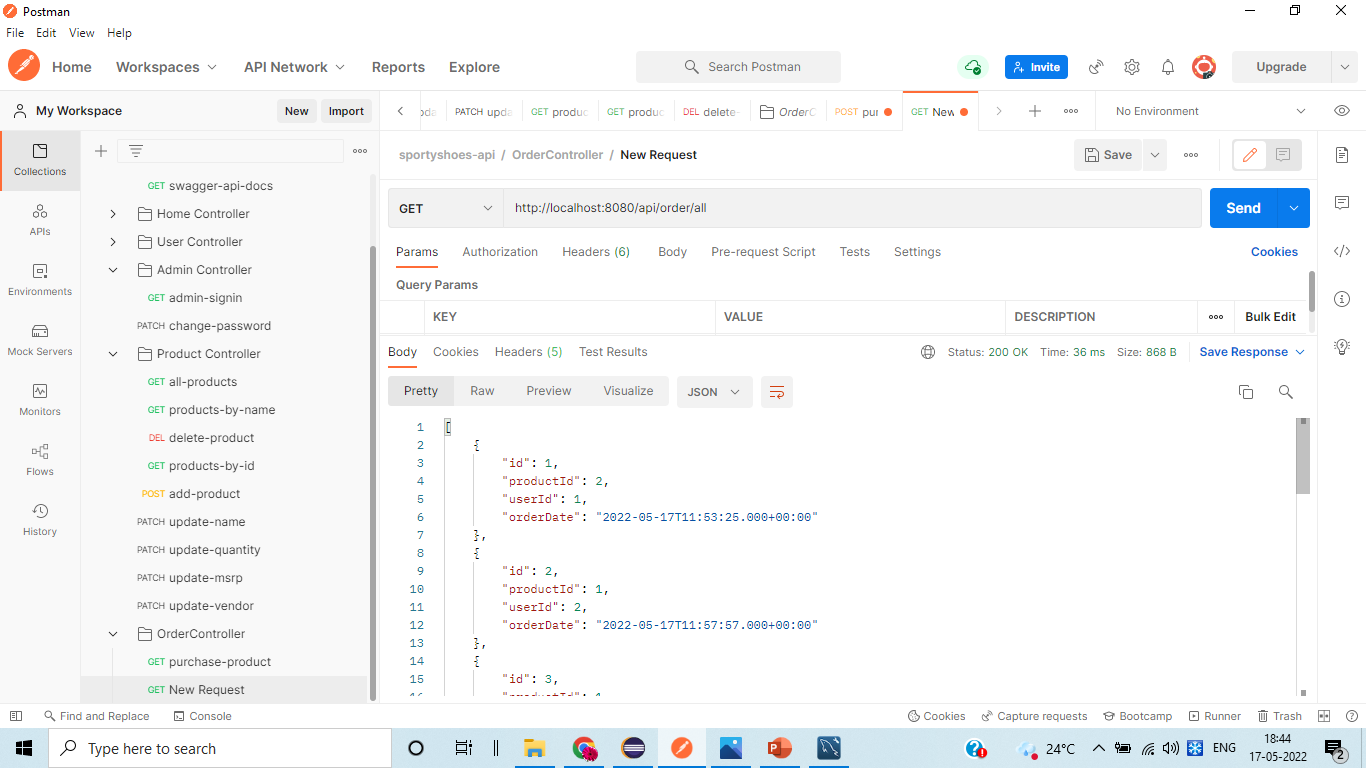 Postman
File Edit View Help
Home Workspaces API Network Reports Explore
Search Postman
Invite
Upgrade
My Workspace
New Import
PATCH upda
GET produc
GET produc
DEL delete-
OrderC
POST pur
GET New
No Environment
Collections
APIs
Environments
Mock Servers
Monitors
Flows
History
GET swagger-api-docs
Home Controller
User Controller
Admin Controller
GET admin-signin
PATCH change-password
Product Controller
GET all-products
GET products-by-name
DEL delete-product
GET products-by-id
POST add-product
PATCH update-name
PATCH update-quantity
PATCH update-msrp
PATCH update-vendor
OrderController
GET purchase-product
GET New Request
sportyshoes-api / OrderController / New Request
Save
GET http://localhost:8080/api/order/all
Send
Params Authorization Headers (6) Body Pre-request Script Tests Settings Cookies
Query Params
KEY VALUE DESCRIPTION Bulk Edit
Body Cookies Headers (5) Test Results
Status: 200 OK Time: 36 ms Size: 868 B Save Response
Pretty Raw Preview Visualize JSON
1 [
2 {
3 "id": 1,
4 "productId": 2,
5 "userId": 1,
6 "orderDate": "2022-05-17T11:53:25.000+00:00"
7 },
8 {
9 "id": 2,
10 "productId": 1,
11 "userId": 2,
12 "orderDate": "2022-05-17T11:57:57.000+00:00"
13 },
14 {
15 "id": 3,
Find and Replace Console
Cookies Capture requests Bootcamp Runner Trash
Type here to search
24°C
ENG
18:44
17-05-2022
2